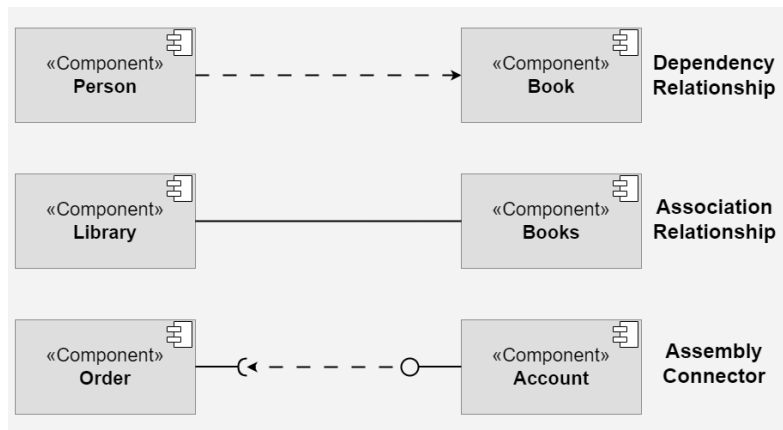 «Component»
Person
«Component»
Book
Dependency
Relationship
«Component»
Library
«Component»
Books
Association
Relationship
«Component»
Order
«Component»
Account
Assembly
Connector